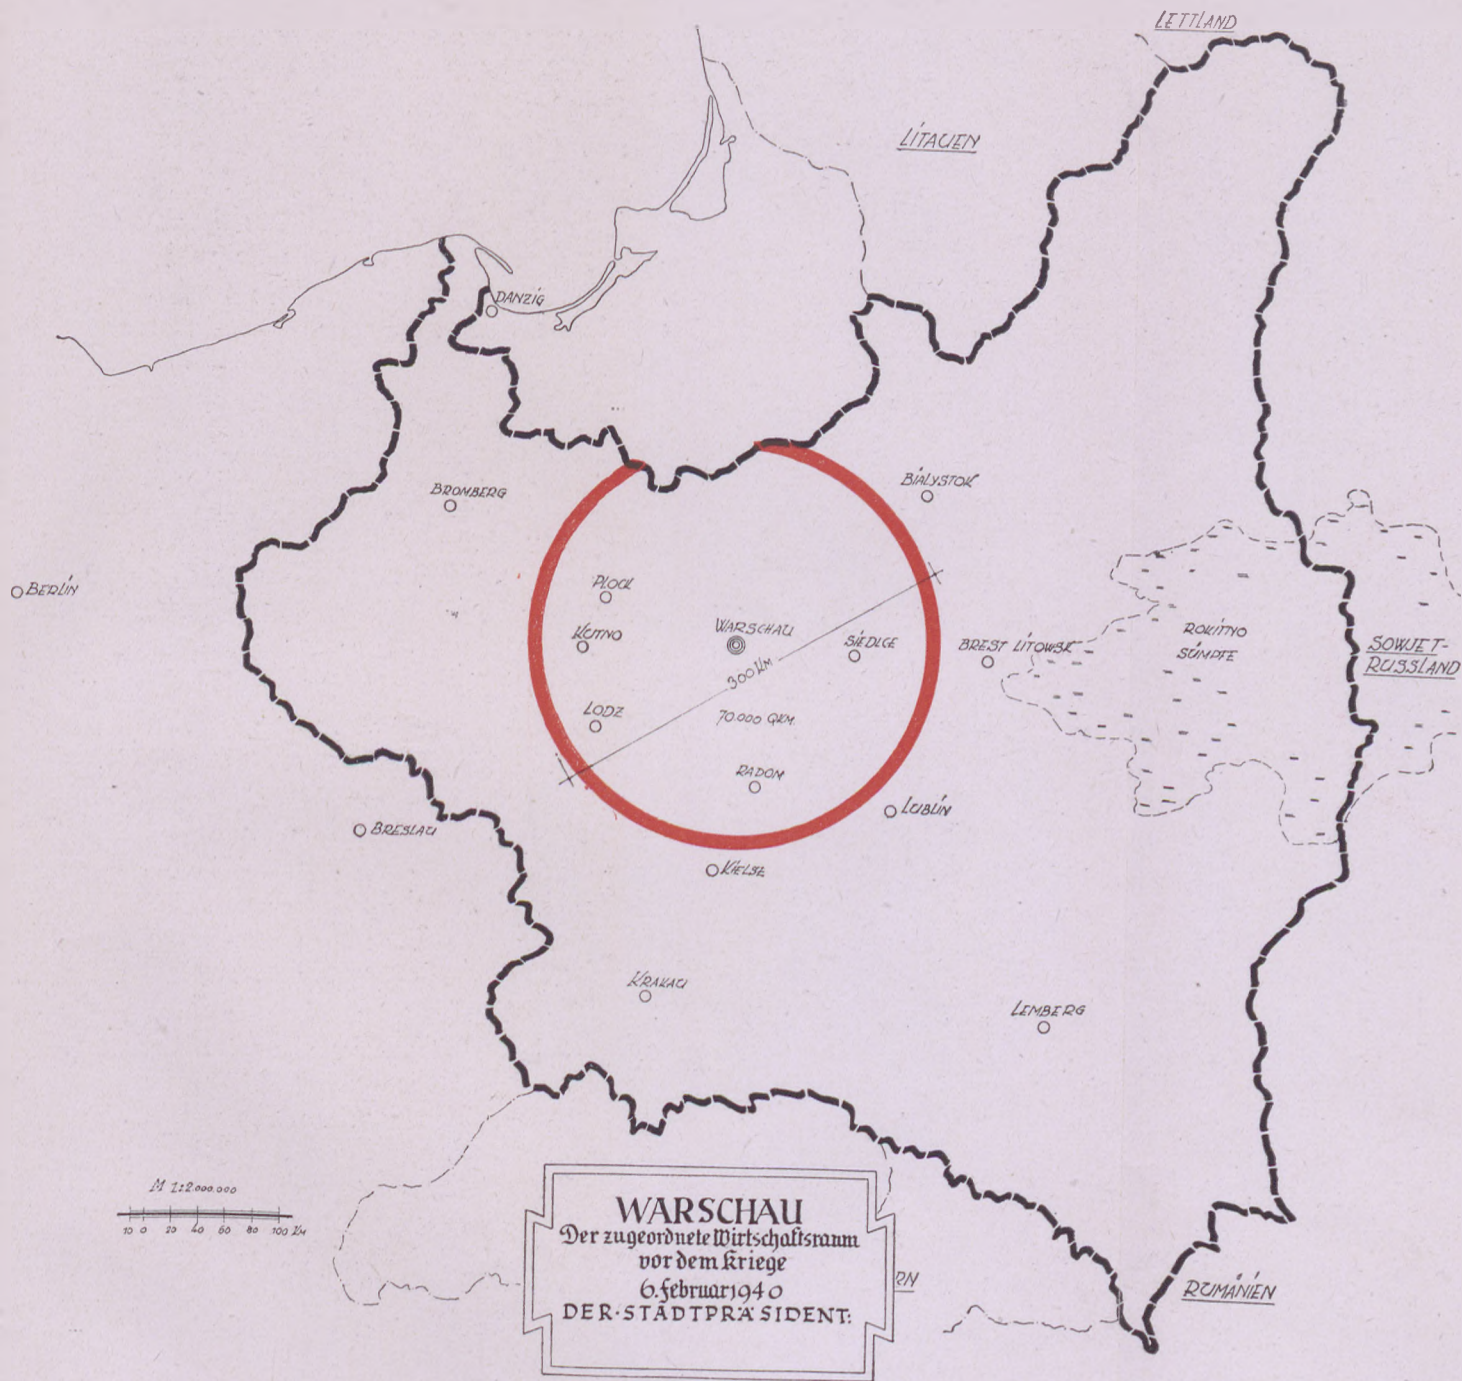 LETTLAND
LITAUEN
DANZIG
BROMBERG
BIALYSTOK
BERLIN
PLOCK
KUTNO
WARSCHAU
SIEDLCE
BREST LITOWSK
ROKITNO
SÜMPFE
SOWJET-
RUSSLAND
300 KM
LODZ
70.000 QKM.
RADOM
LUBLIN
BRESLAU
KIELSE
KRAKAU
LEMBERG
M 1:2.000.000
10 0 20 40 60 80 100 KM
WARSCHAU
Der zugeordnete Wirtschaftsraum
vor dem Kriege
6. Februar 1940
DER·STADTPRÄSIDENT:
RN
RUMÄNIEN